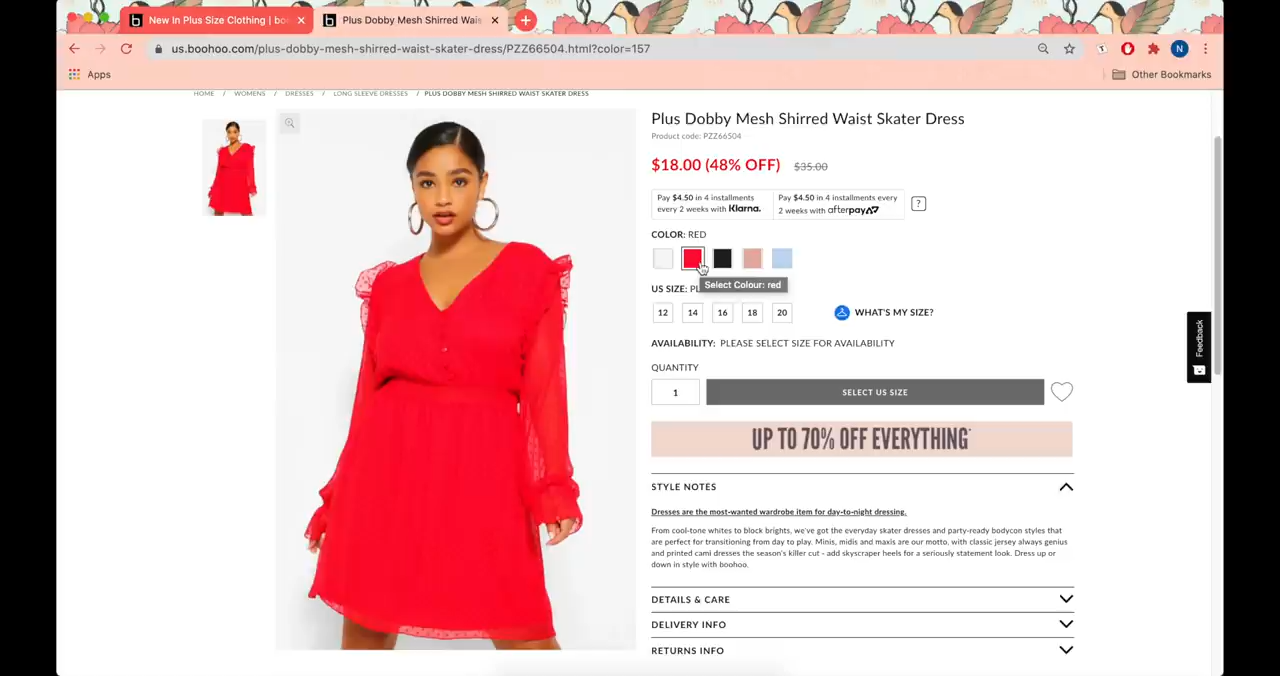 New In Plus Size Clothing | bo
Plus Dobby Mesh Shirred Wais
us.boohoo.com/plus-dobby-mesh-shirred-waist-skater-dress/PZZ66504.html?color=157
N
Apps
Other Bookmarks
HOME / WOMENS / DRESSES / LONG SLEEVE DRESSES / PLUS DOBBY MESH SHIRRED WAIST SKATER DRESS
Plus Dobby Mesh Shirred Waist Skater Dress
Product code: PZZ66504
$18.00 (48% OFF) $35.00
Pay $4.50 in 4 installments
every 2 weeks with Klarna.
Pay $4.50 in 4 installments every
2 weeks with afterpay
?
COLOR: RED
Select Colour: red
US SIZE: PL
12 14 16 18 20
WHAT'S MY SIZE?
AVAILABILITY: PLEASE SELECT SIZE FOR AVAILABILITY
QUANTITY
1
SELECT US SIZE
UP TO 70% OFF EVERYTHING*
STYLE NOTES
Dresses are the most-wanted wardrobe item for day-to-night dressing.
From cool-tone whites to block brights, we've got the everyday skater dresses and party-ready bodycon styles that
are perfect for transitioning from day to play. Minis, midis and maxis are our motto, with classic jersey always genius
and printed cami dresses the season's killer cut - add skyscraper heels for a seriously statement look. Dress up or
down in style with boohoo.
DETAILS & CARE
DELIVERY INFO
RETURNS INFO
Feedback